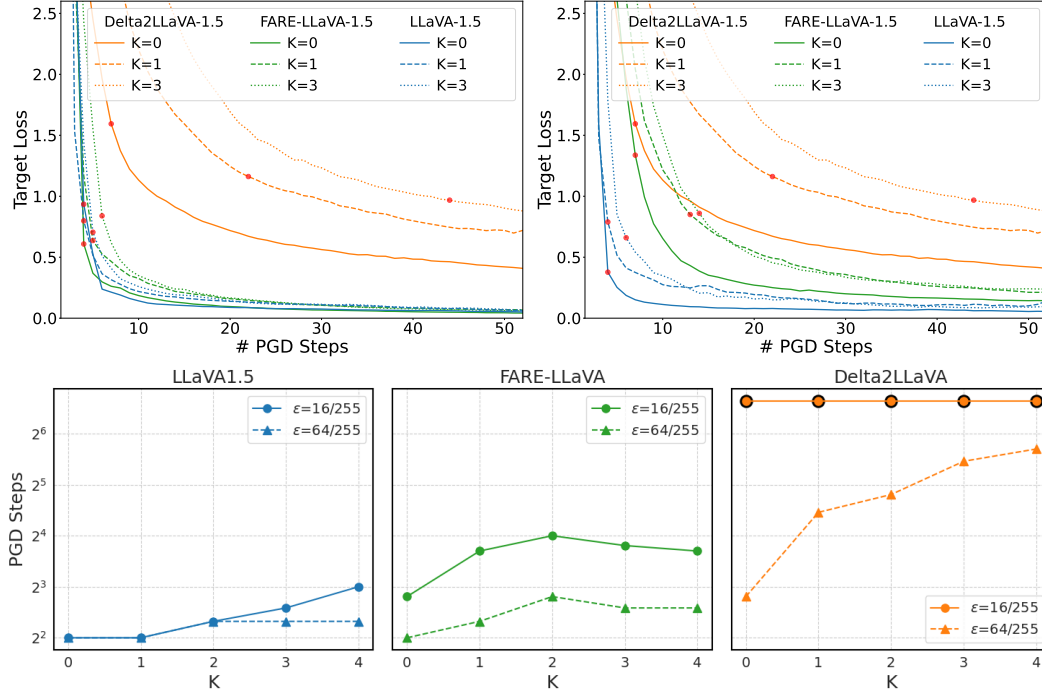 Delta2LLaVA-1.5 FARE-LLaVA-1.5 LLaVA-1.5
K=0 K=0 K=0
K=1 K=1 K=1
K=3 K=3 K=3
Target Loss
2.5
2.0
1.5
1.0
0.5
0.0
10 20 30 40 50
# PGD Steps
Delta2LLaVA-1.5 FARE-LLaVA-1.5 LLaVA-1.5
K=0 K=0 K=0
K=1 K=1 K=1
K=3 K=3 K=3
Target Loss
2.5
2.0
1.5
1.0
0.5
0.0
10 20 30 40 50
# PGD Steps
LLaVA1.5
ε=16/255
ε=64/255
PGD Steps
2⁶
2⁵
2⁴
2³
2²
0 1 2 3 4
K
FARE-LLaVA
ε=16/255
ε=64/255
0 1 2 3 4
K
Delta2LLaVA
ε=16/255
ε=64/255
0 1 2 3 4
K